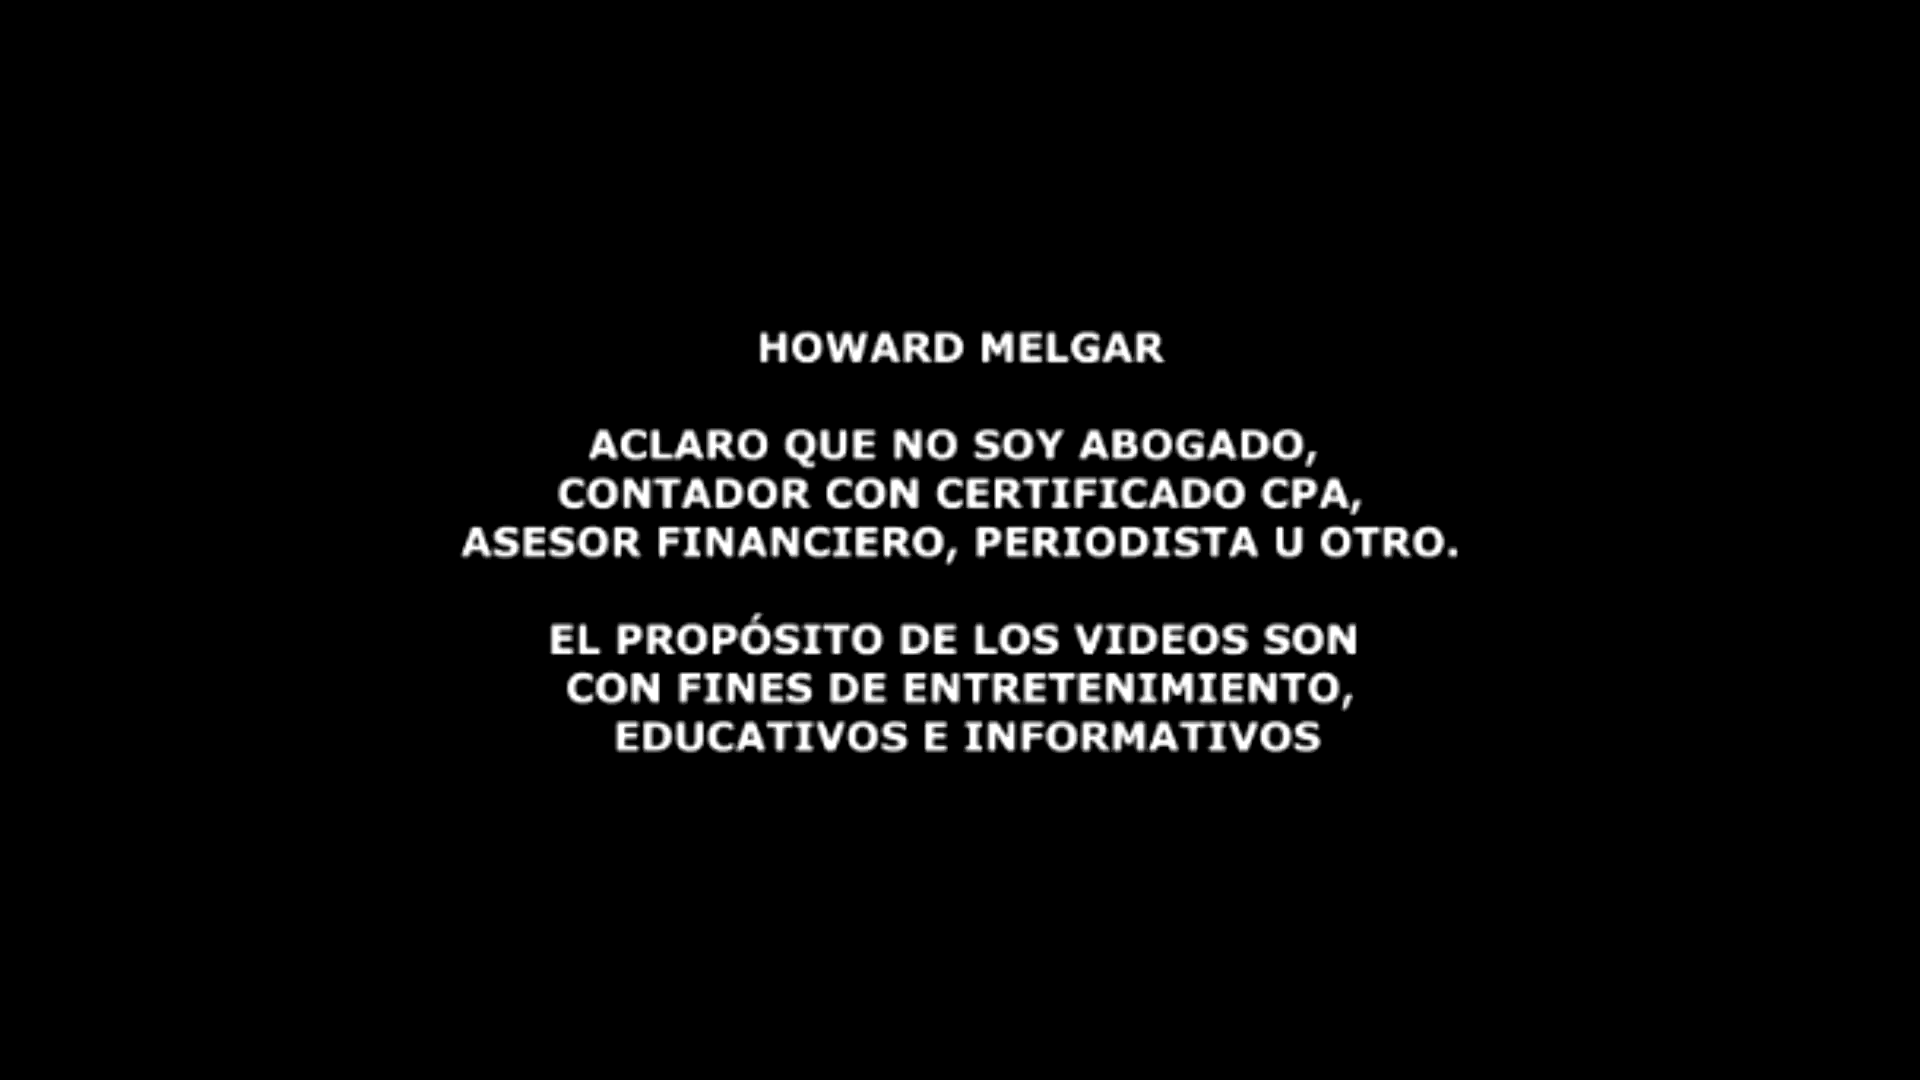 HOWARD MELGAR
ACLARO QUE NO SOY ABOGADO,
CONTADOR CON CERTIFICADO CPA,
ASESOR FINANCIERO, PERIODISTA U OTRO.
EL PROPÓSITO DE LOS VIDEOS SON
CON FINES DE ENTRETENIMIENTO,
EDUCATIVOS E INFORMATIVOS